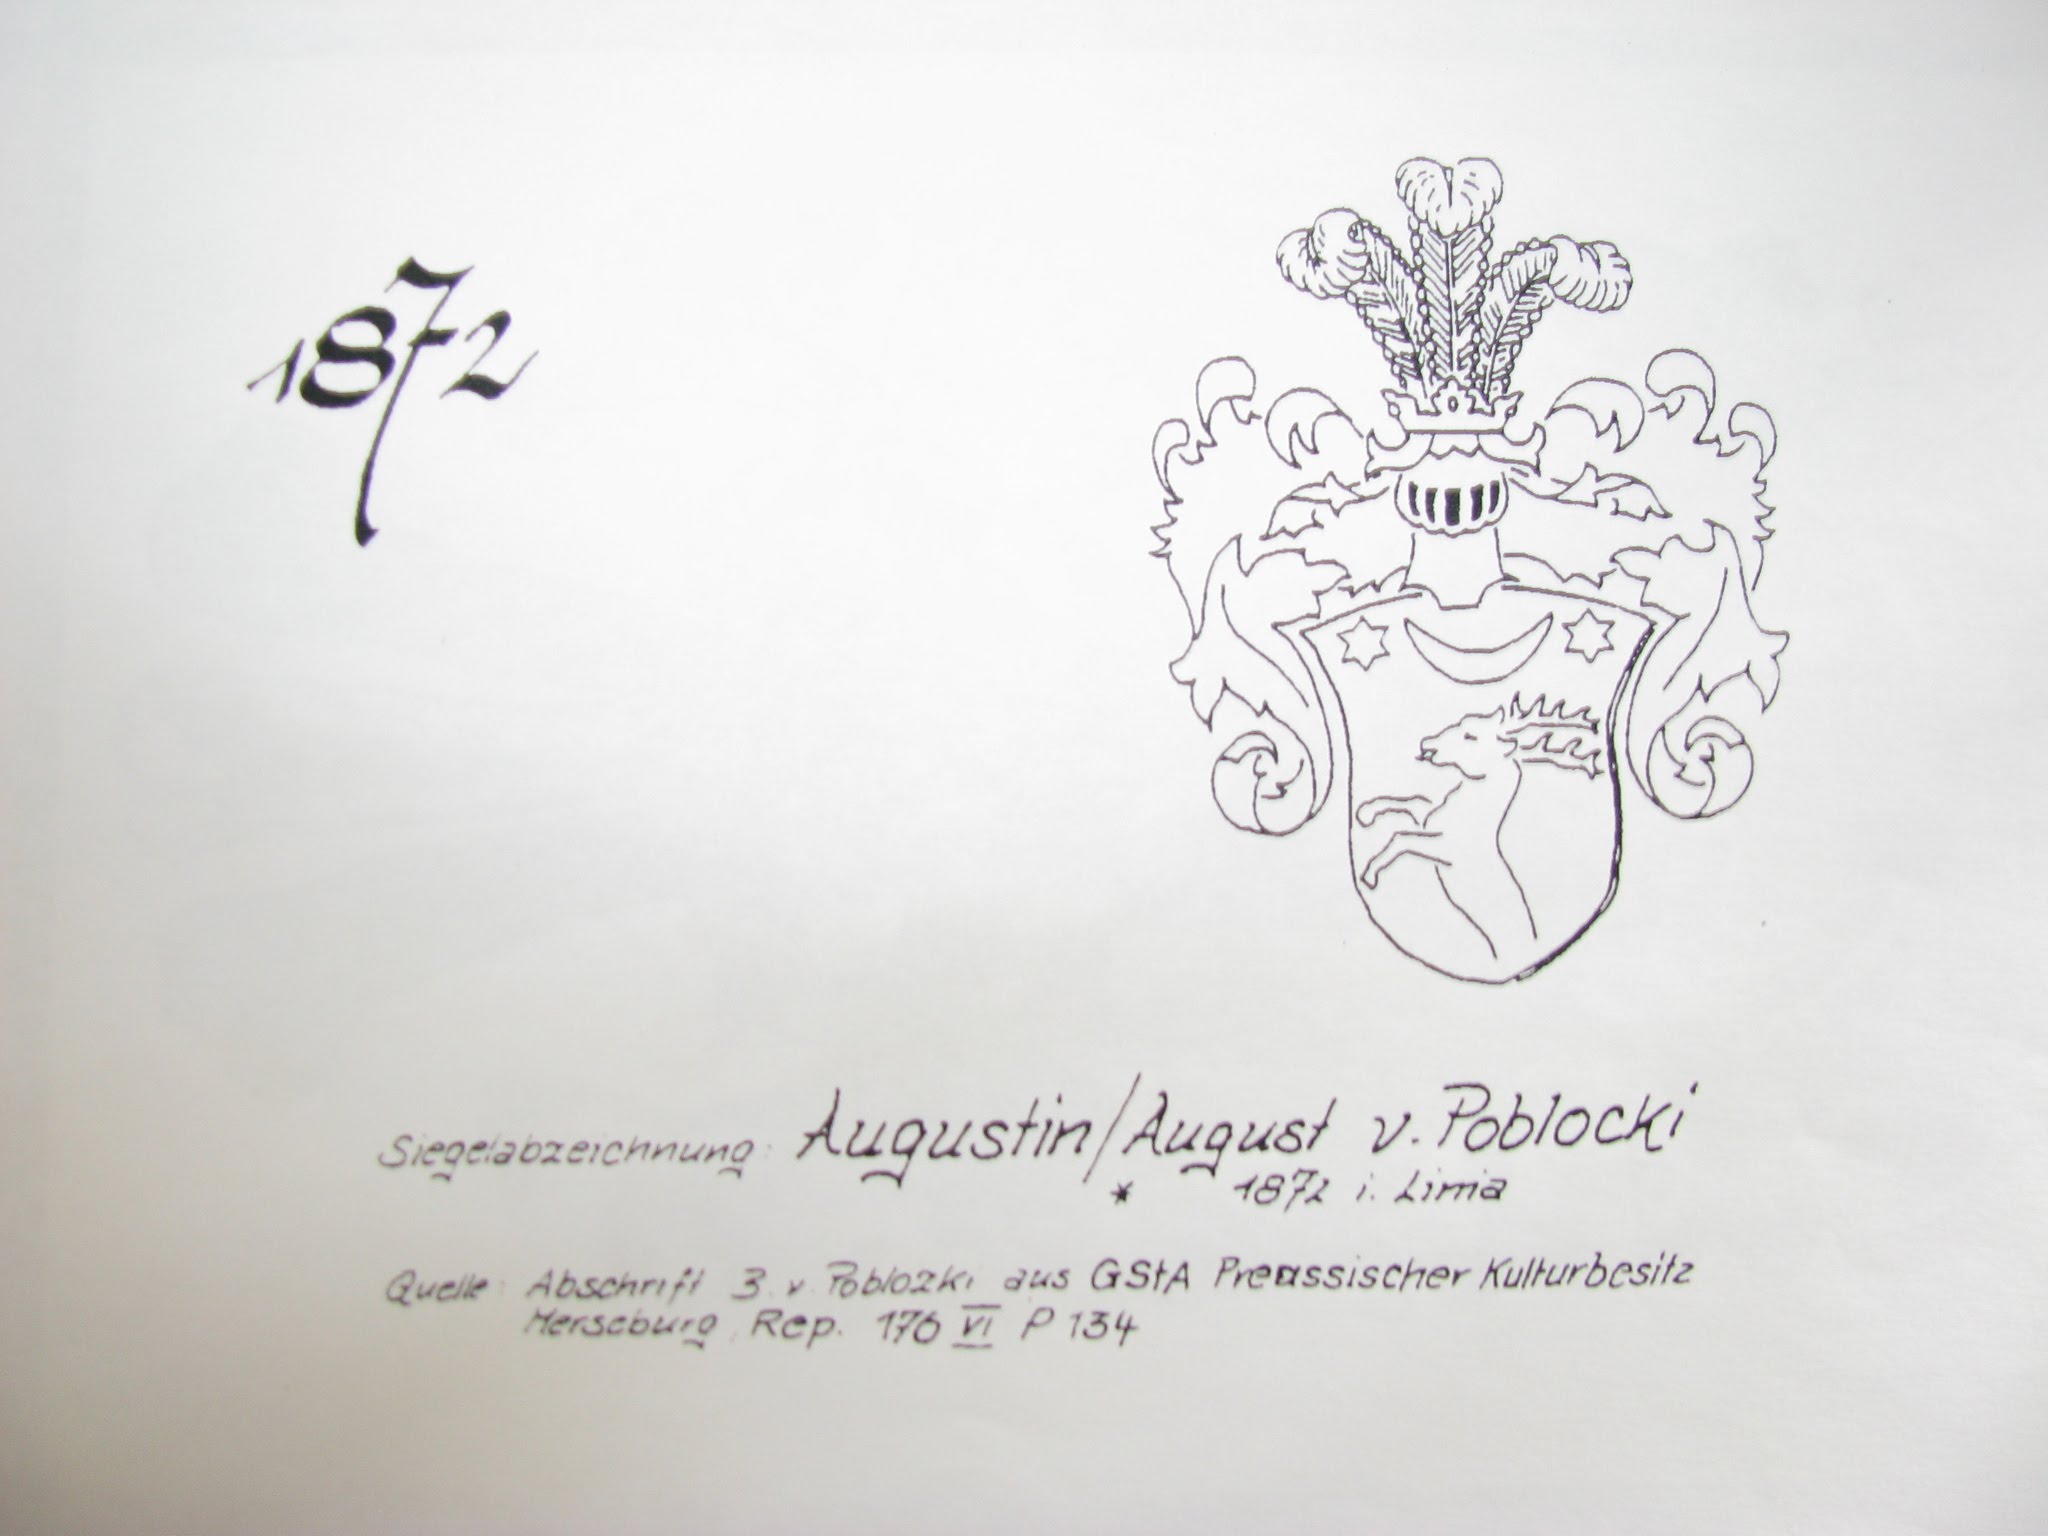 1872
Siegelabzeichnung: Augustin/August v. Poblocki
* 1872 i. Limia
Quelle: Abschrift 3. v. Poblozki aus GStA Preussischer Kulturbesitz
Merseburg, Rep. 176 VI P 134